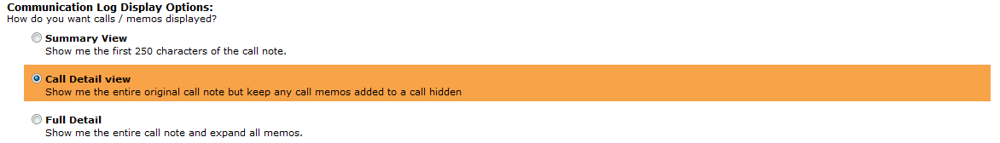 Communication Log Display Options:
How do you want calls / memos displayed?
Summary View
Show me the first 250 characters of the call note.
Call Detail view
Show me the entire original call note but keep any call memos added to a call hidden
Full Detail
Show me the entire call note and expand all memos.